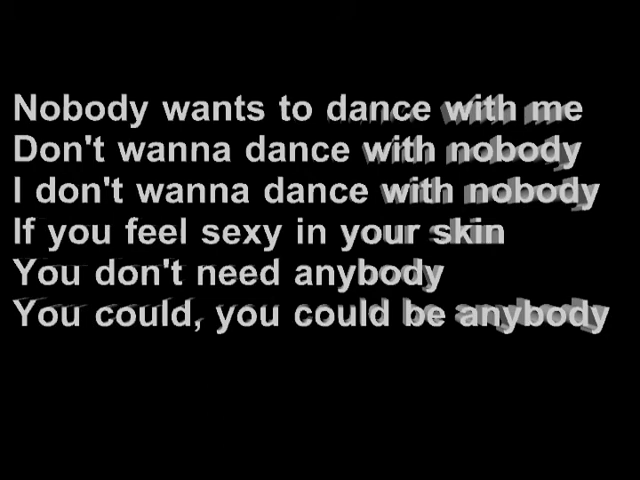 Nobody wants to dance with me
Don't wanna dance with nobody
I don't wanna dance with nobody
If you feel sexy in your skin
You don't need anybody
You could, you could be anybody